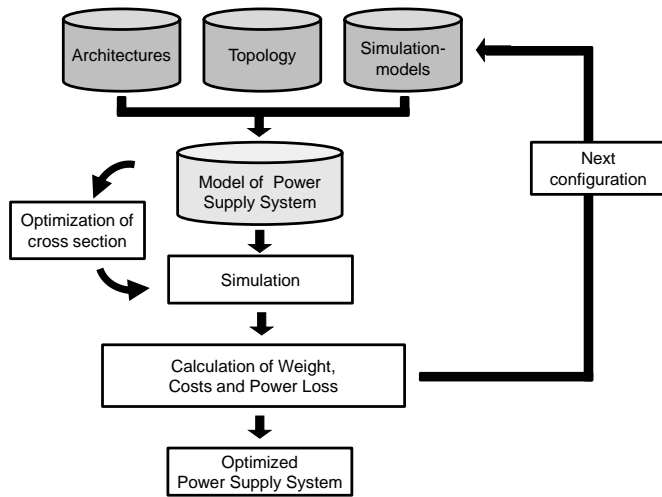 Architectures
Topology
Simulation-
models
Next
configuration
Model of Power
Supply System
Optimization of
cross section
Simulation
Calculation of Weight,
Costs and Power Loss
Optimized
Power Supply System